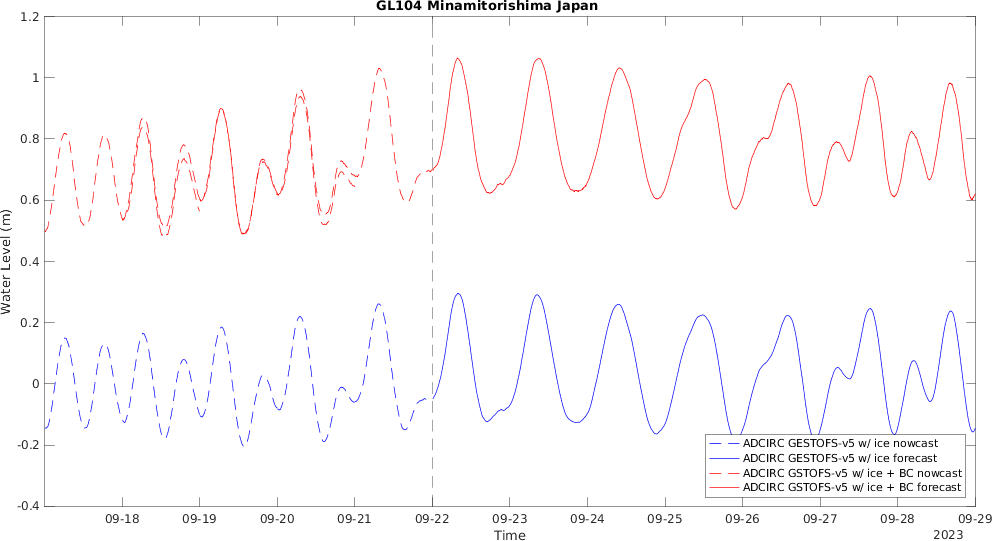 GL104 Minamitorishima Japan
1.2
1
0.8
0.6
0.4
0.2
0
-0.2
-0.4
Water Level (m)
ADCIRC GESTOFS-v5 w/ ice nowcast
ADCIRC GESTOFS-v5 w/ ice forecast
ADCIRC GSTOFS-v5 w/ ice + BC nowcast
ADCIRC GSTOFS-v5 w/ ice + BC forecast
09-18 09-19 09-20 09-21 09-22 09-23 09-24 09-25 09-26 09-27 09-28 09-29
Time
2023